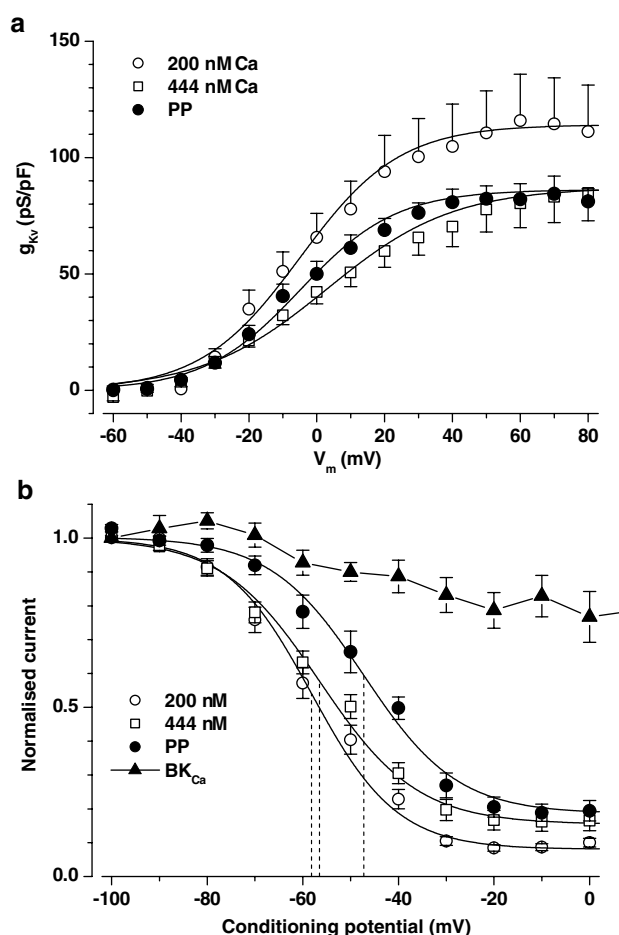 a
150
100
50
0
g_Kv (pS/pF)
200 nM Ca
444 nM Ca
PP
-60 -40 -20 0 20 40 60 80
V_m (mV)
b
1.0
0.5
0.0
Normalised current
200 nM
444 nM
PP
BK_Ca
-100 -80 -60 -40 -20 0
Conditioning potential (mV)